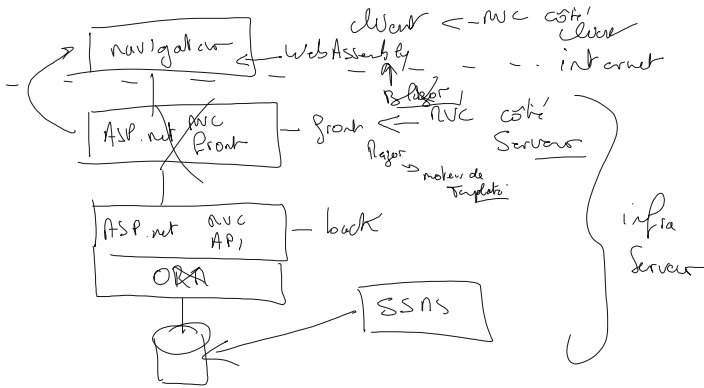 client <- MVC côté client
navigateur
WebAssembly
internet
Blazor
ASP.net MVC front
front <- MVC côté Serveur
Razor
moteur de Template
ASP.net MVC API
back
infra Serveur
ORM
SSMS